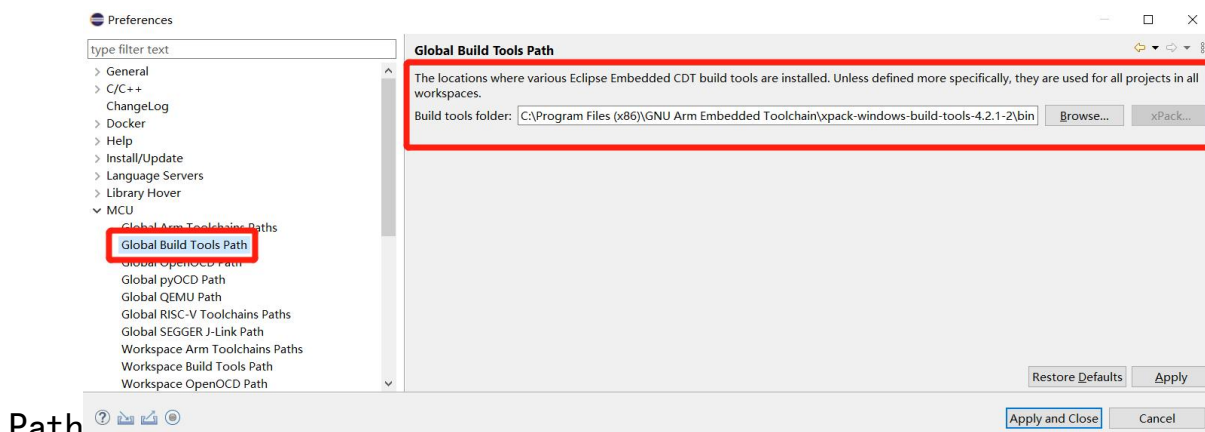 Preferences
type filter text
General
C/C++
ChangeLog
Docker
Help
Install/Update
Language Servers
Library Hover
MCU
Global Arm Toolchains Paths
Global Build Tools Path
Global OpenOCD Path
Global pyOCD Path
Global QEMU Path
Global RISC-V Toolchains Paths
Global SEGGER J-Link Path
Workspace Arm Toolchains Paths
Workspace Build Tools Path
Workspace OpenOCD Path
Global Build Tools Path
The locations where various Eclipse Embedded CDT build tools are installed. Unless defined more specifically, they are used for all projects in all
workspaces.
Build tools folder: C:\Program Files (x86)\GNU Arm Embedded Toolchain\xpack-windows-build-tools-4.2.1-2\bin Browse... xPack...
Restore Defaults Apply
Apply and Close Cancel
Path